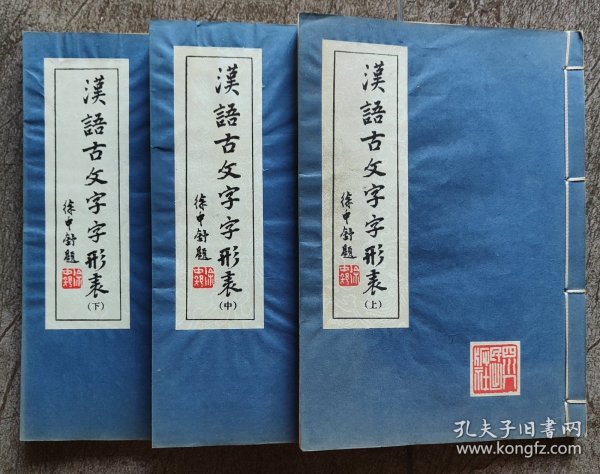 漢語古文字字形表
徐中舒題
(下)
漢語古文字字形表
徐中舒題
(中)
漢語古文字字形表
徐中舒題
(上)
孔夫子旧书网
www.kongfz.com